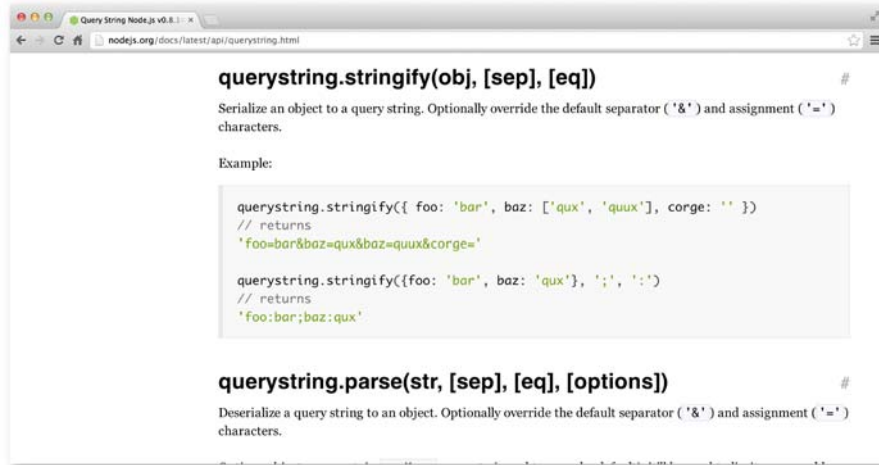 Query String Node.js v0.8.1
nodejs.org/docs/latest/api/querystring.html
querystring.stringify(obj, [sep], [eq])
#
Serialize an object to a query string. Optionally override the default separator ( '&' ) and assignment ( '=' )
characters.
Example:
querystring.stringify({ foo: 'bar', baz: ['qux', 'quux'], corge: '' })
// returns
'foo=bar&baz=qux&baz=quux&corge='
querystring.stringify({foo: 'bar', baz: 'qux'}, ';', ':')
// returns
'foo:bar;baz:qux'
querystring.parse(str, [sep], [eq], [options])
#
Deserialize a query string to an object. Optionally override the default separator ( '&' ) and assignment ( '=' )
characters.